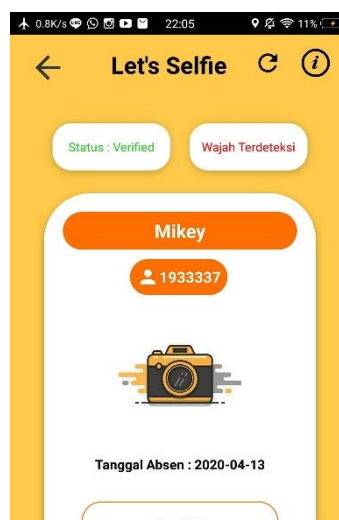 0.8K/s 22:05 11%
Let's Selfie
Status : Verified
Wajah Terdeteksi
Mikey
1933337
Tanggal Absen : 2020-04-13